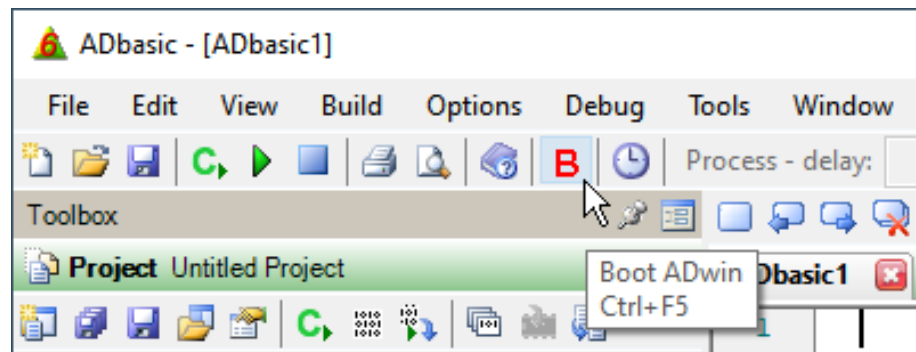 ADbasic - [ADbasic1]
File Edit View Build Options Debug Tools Window
C B Process - delay:
Toolbox
Project Untitled Project
Boot ADwin
Ctrl+F5
Dbasic1
C
1